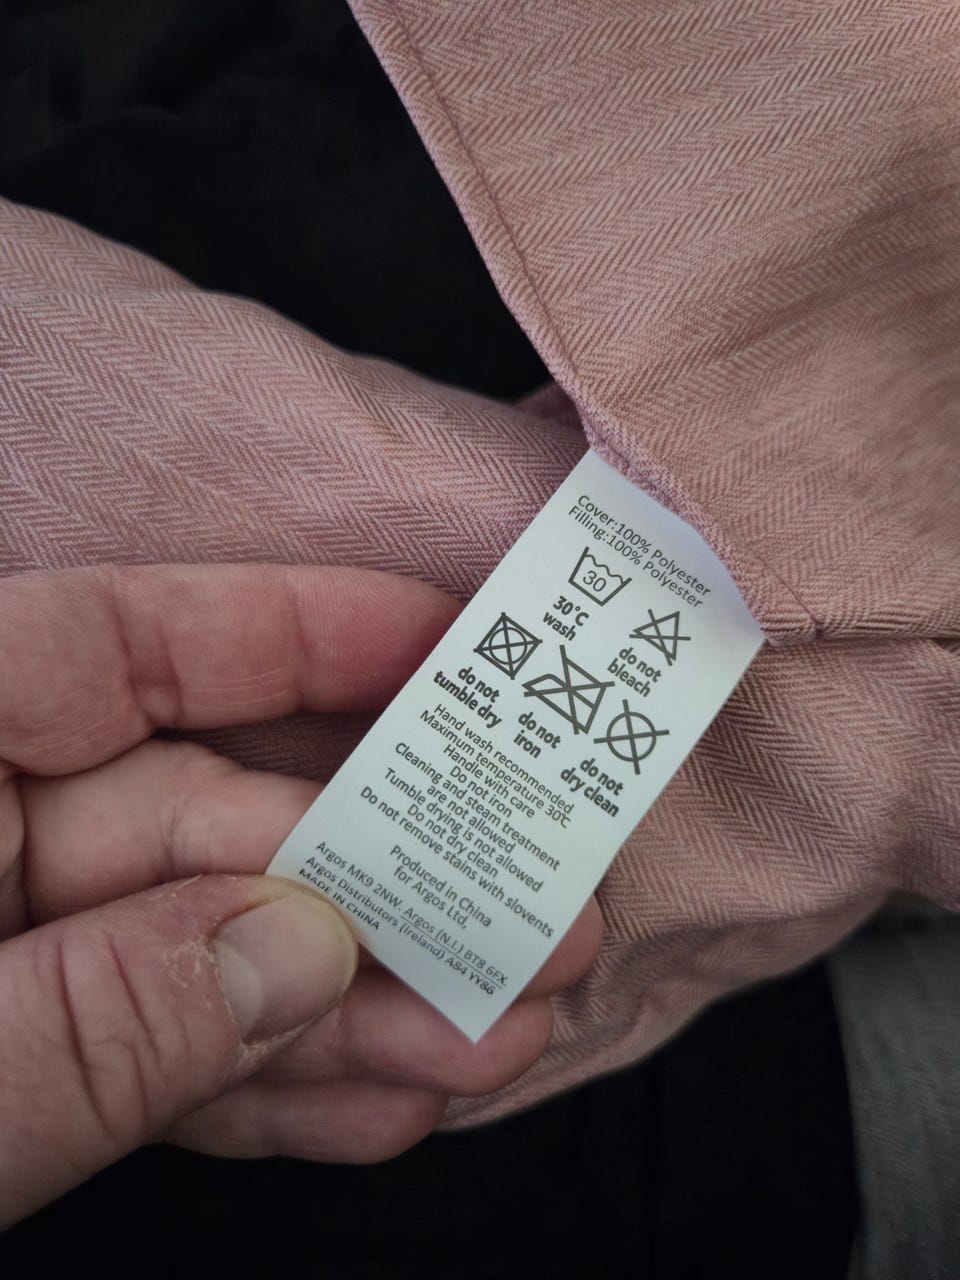 Cover:100% Polyester
Filling:100% Polyester
30
30°C
wash
do not
bleach
do not
tumble dry
do not
iron
do not
dry clean
Hand wash recommended
Maximum temperature 30℃
Handle with care
Do not iron
Cleaning and steam treatment
are not allowed
Tumble drying is not allowed
Do not dry clean
Do not remove stains with slovents
Produced in China
for Argos Ltd,
Argos MK9 2NW. Argos (N.I.) BT8 6FX.
Argos Distributors (Ireland) A84 YY86
MADE IN CHINA